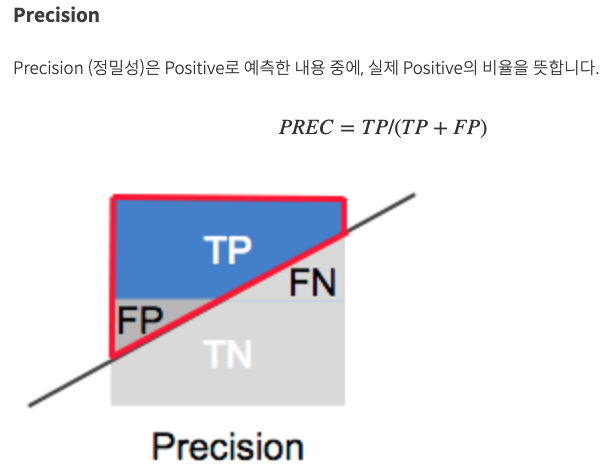 Precision
Precision (정밀성)은 Positive로 예측한 내용 중에, 실제 Positive의 비율을 뜻합니다.
PREC = TP/(TP + FP)
TP
FN
FP
TN
Precision